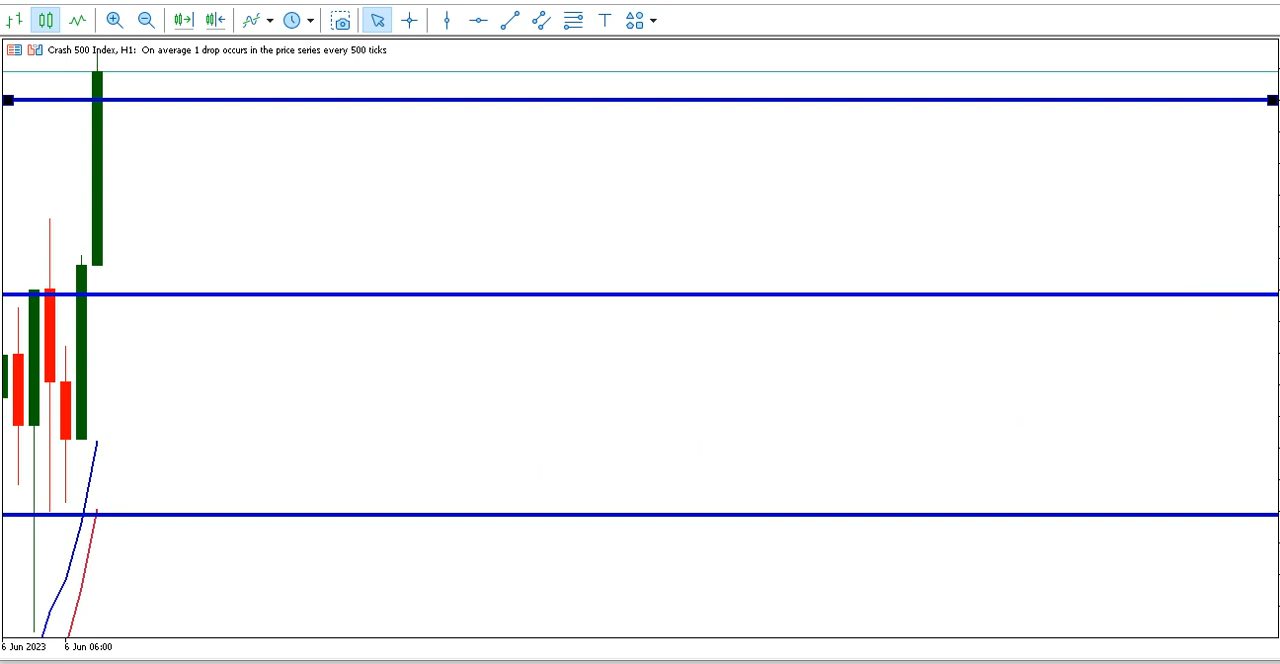 Crash 500 Index, H1: On average 1 drop occurs in the price series every 500 ticks
6 Jun 2023 6 Jun 06:00